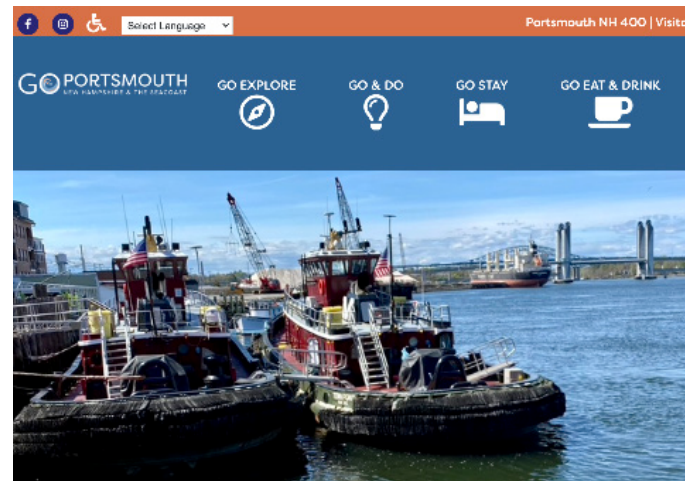 Select Language
Portsmouth NH 400 | Visito
GO PORTSMOUTH
NEW HAMPSHIRE & THE SEACOAST
GO EXPLORE
GO & DO
GO STAY
GO EAT & DRINK